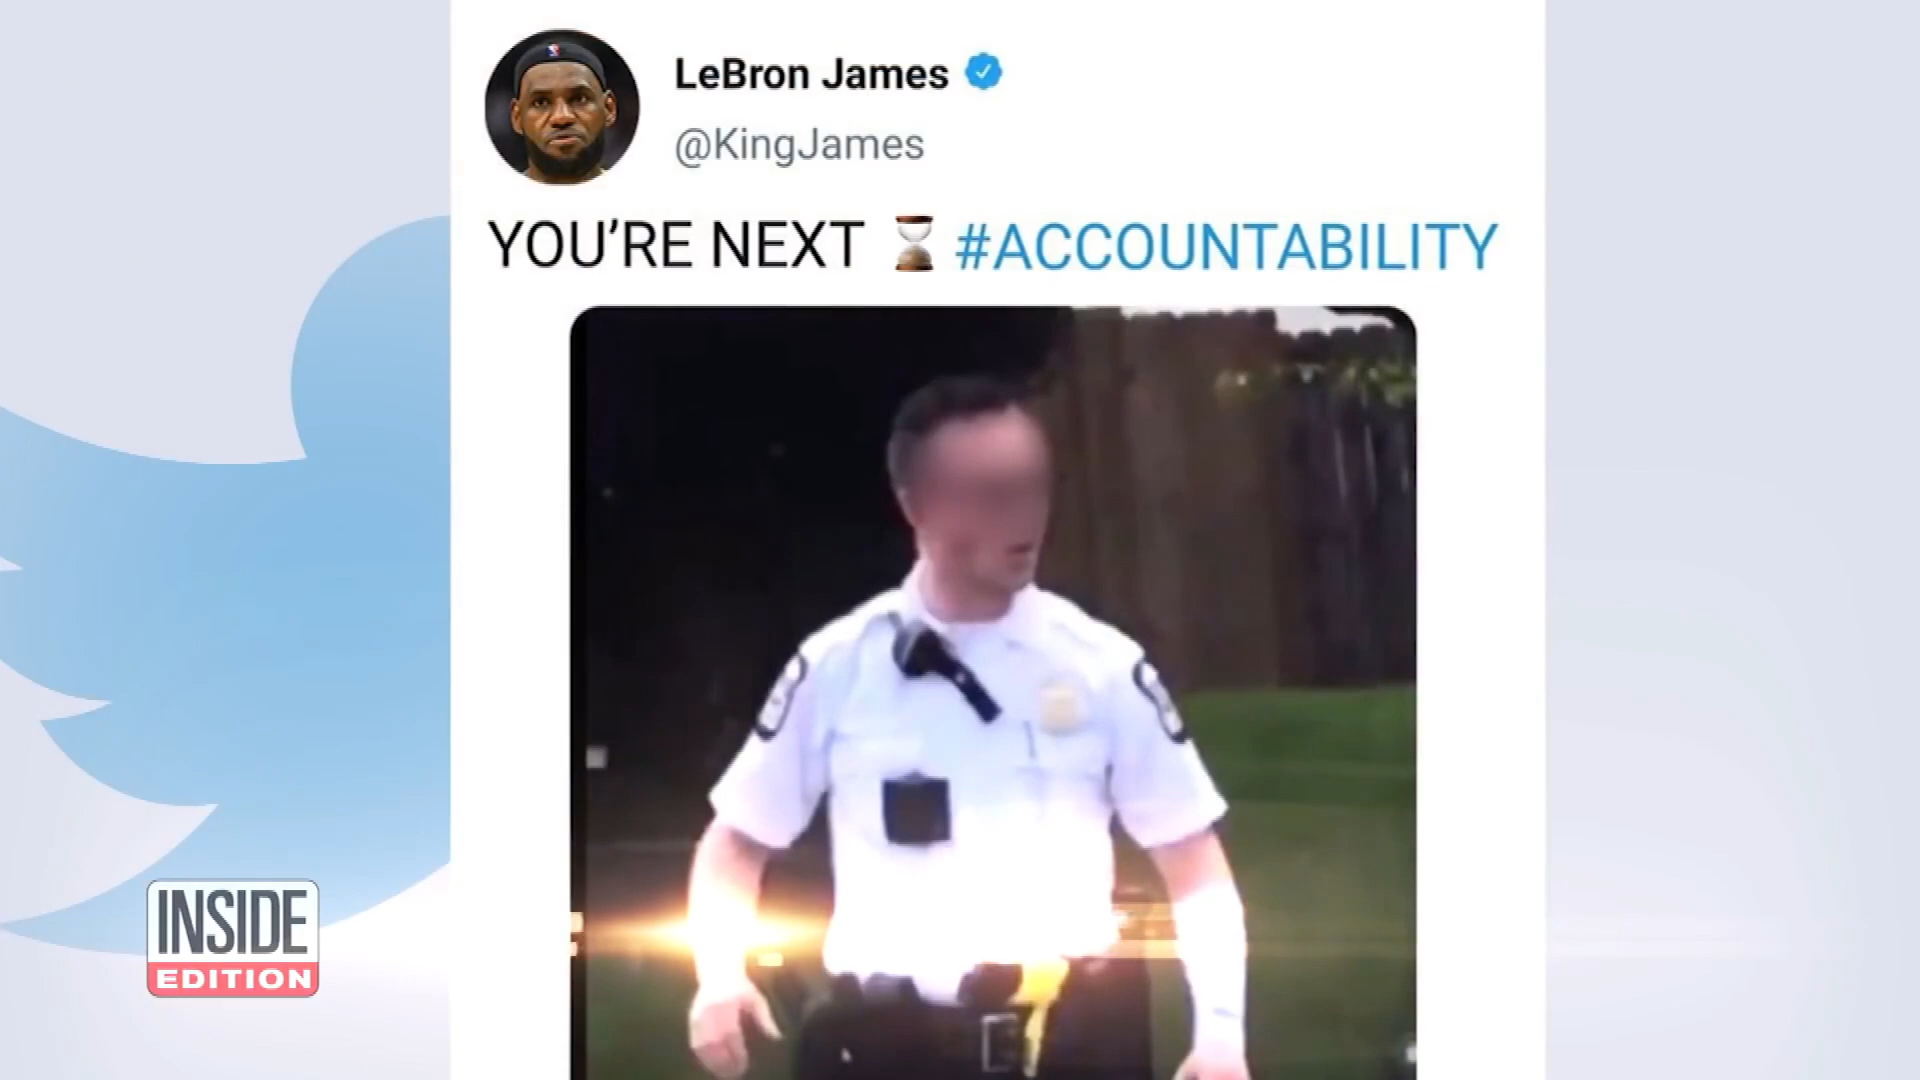 LeBron James
@KingJames
YOU’RE NEXT ⌛ #ACCOUNTABILITY
INSIDE
EDITION